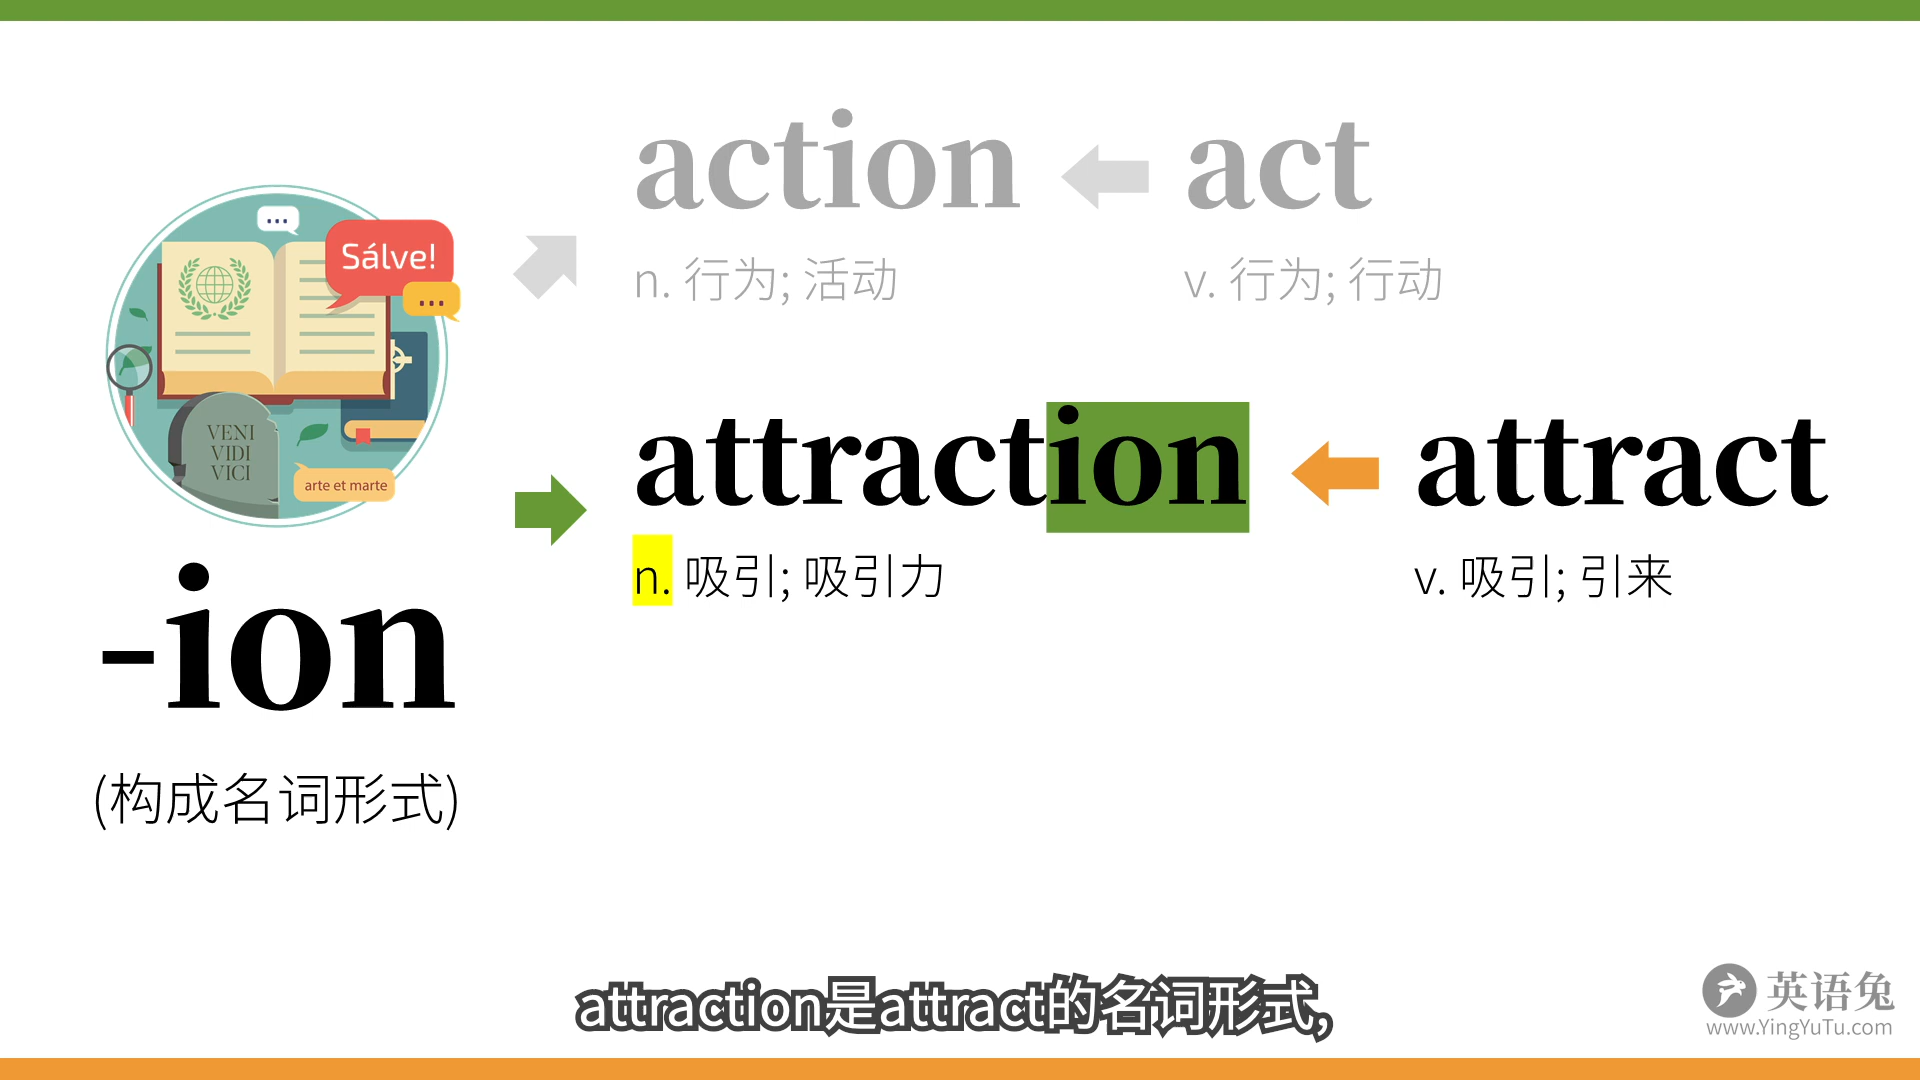 action
act
n. 行为; 活动
v. 行为; 行动
...
Sálve!
...
VENI
VIDI
VICI
arte et marte
attraction
attract
n. 吸引; 吸引力
v. 吸引; 引来
-ion
(构成名词形式)
attraction是attract的名词形式,
英语兔
www.YingYuTu.com